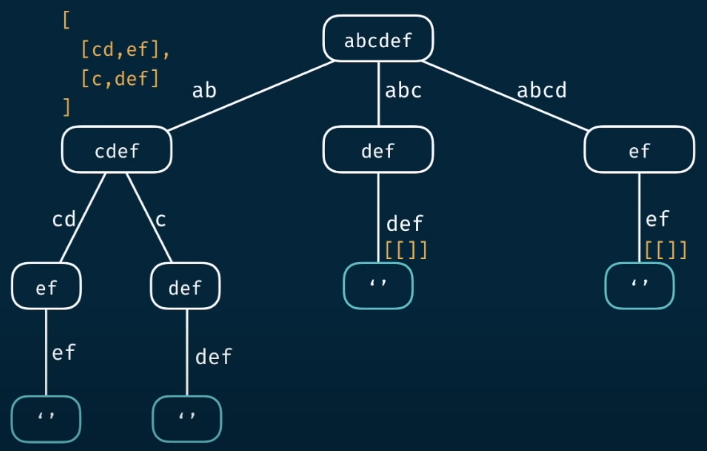 [
[cd,ef],
[c,def]
]
abcdef
ab
abc
abcd
cdef
def
ef
cd
c
def
[[]]
ef
[[]]
ef
def
‘’
‘’
ef
def
‘’
‘’